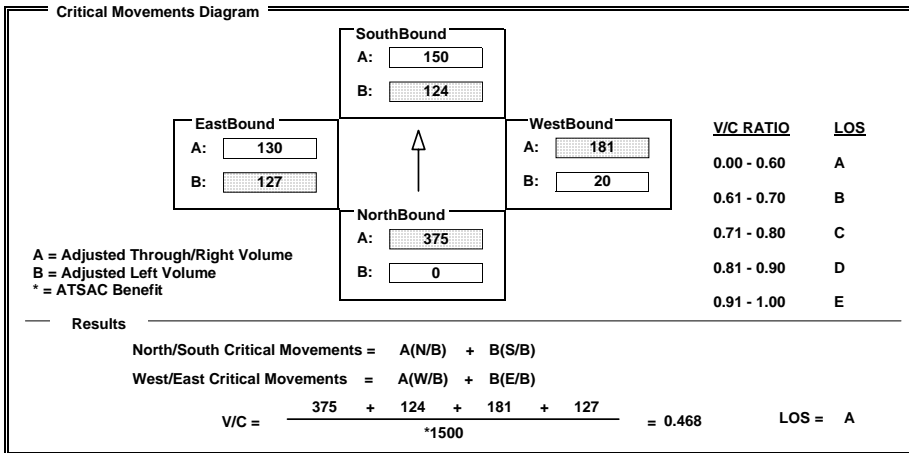 Critical Movements Diagram
SouthBound
A: 150
B: 124
EastBound
A: 130
B: 127
WestBound
A: 181
B: 20
NorthBound
A: 375
B: 0
V/C RATIO LOS
0.00 - 0.60 A
0.61 - 0.70 B
0.71 - 0.80 C
0.81 - 0.90 D
0.91 - 1.00 E
A = Adjusted Through/Right Volume
B = Adjusted Left Volume
* = ATSAC Benefit
Results
North/South Critical Movements = A(N/B) + B(S/B)
West/East Critical Movements = A(W/B) + B(E/B)
V/C = 375 + 124 + 181 + 127 = 0.468 LOS = A
*1500